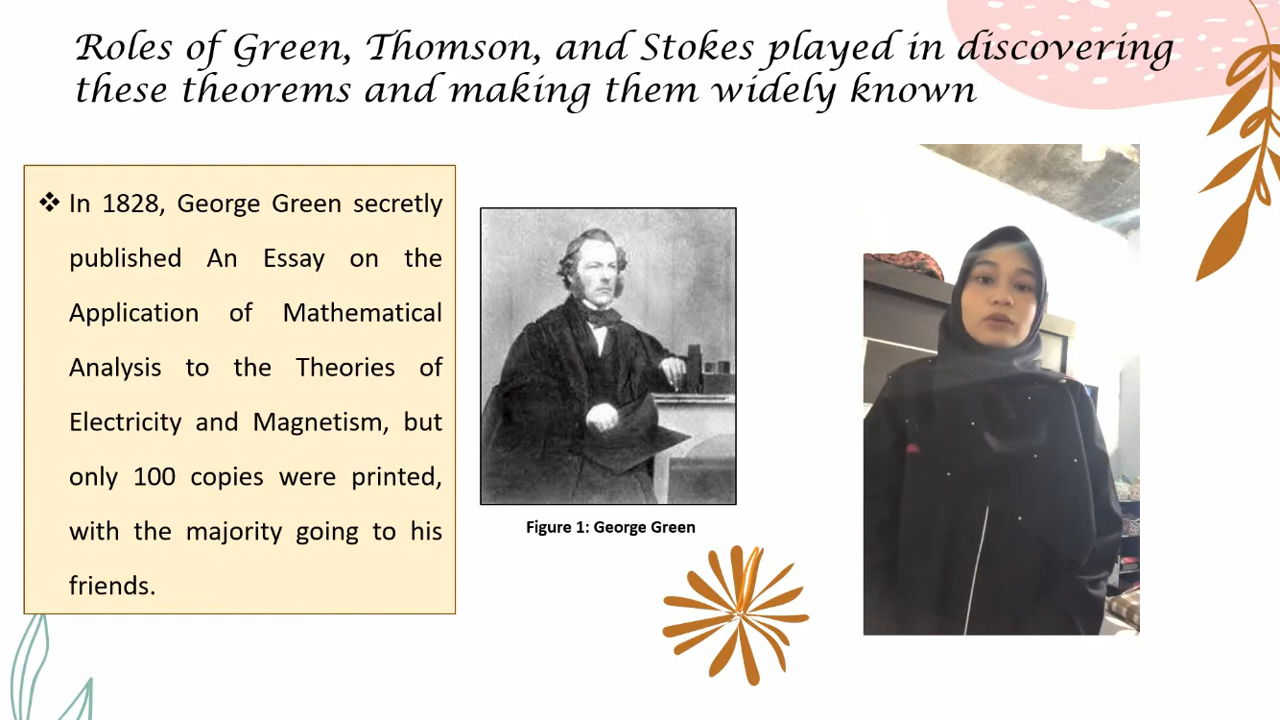 Roles of Green, Thomson, and Stokes played in discovering
these theorems and making them widely known
❖ In 1828, George Green secretly
published An Essay on the
Application of Mathematical
Analysis to the Theories of
Electricity and Magnetism, but
only 100 copies were printed,
with the majority going to his
friends.
Figure 1: George Green